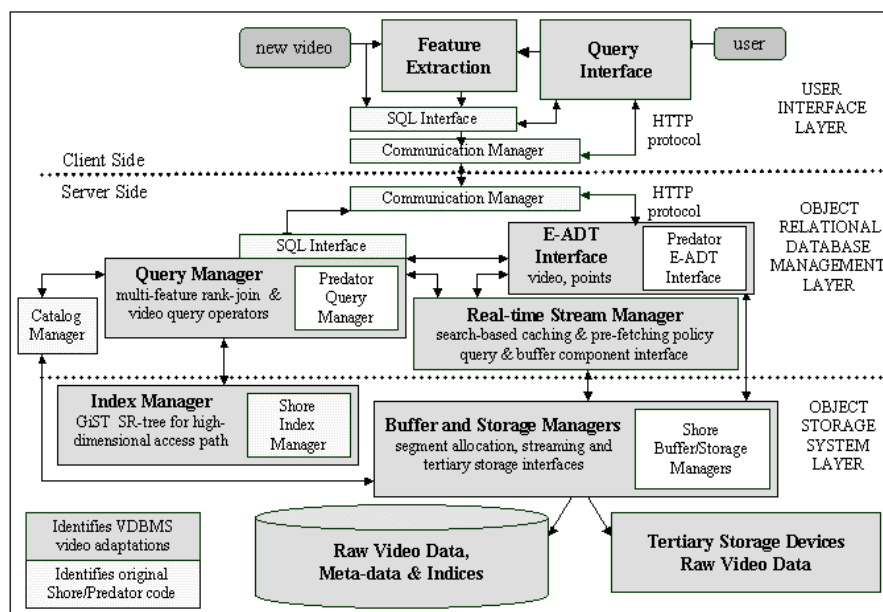 new video
Feature
Extraction
Query
Interface
user
USER
INTERFACE
LAYER
SQL Interface
HTTP
protocol
Communication Manager
Client Side
Server Side
Communication Manager
HTTP
protocol
OBJECT
RELATIONAL
DATABASE
MANAGEMENT
LAYER
SQL Interface
E-ADT
Interface
video, points
Predator
E-ADT
Interface
Query Manager
multi-feature rank-join &
video query operators
Predator
Query
Manager
Catalog
Manager
Real-time Stream Manager
search-based caching & pre-fetching policy
query & buffer component interface
Index Manager
GiST SR-tree for high-
dimensional access path
Shore
Index
Manager
Buffer and Storage Managers
segment allocation, streaming and
tertiary storage interfaces
Shore
Buffer/Storage
Managers
OBJECT
STORAGE
SYSTEM
LAYER
Identifies VDBMS
video adaptations
Identifies original
Shore/Predator code
Raw Video Data,
Meta-data & Indices
Tertiary Storage Devices
Raw Video Data